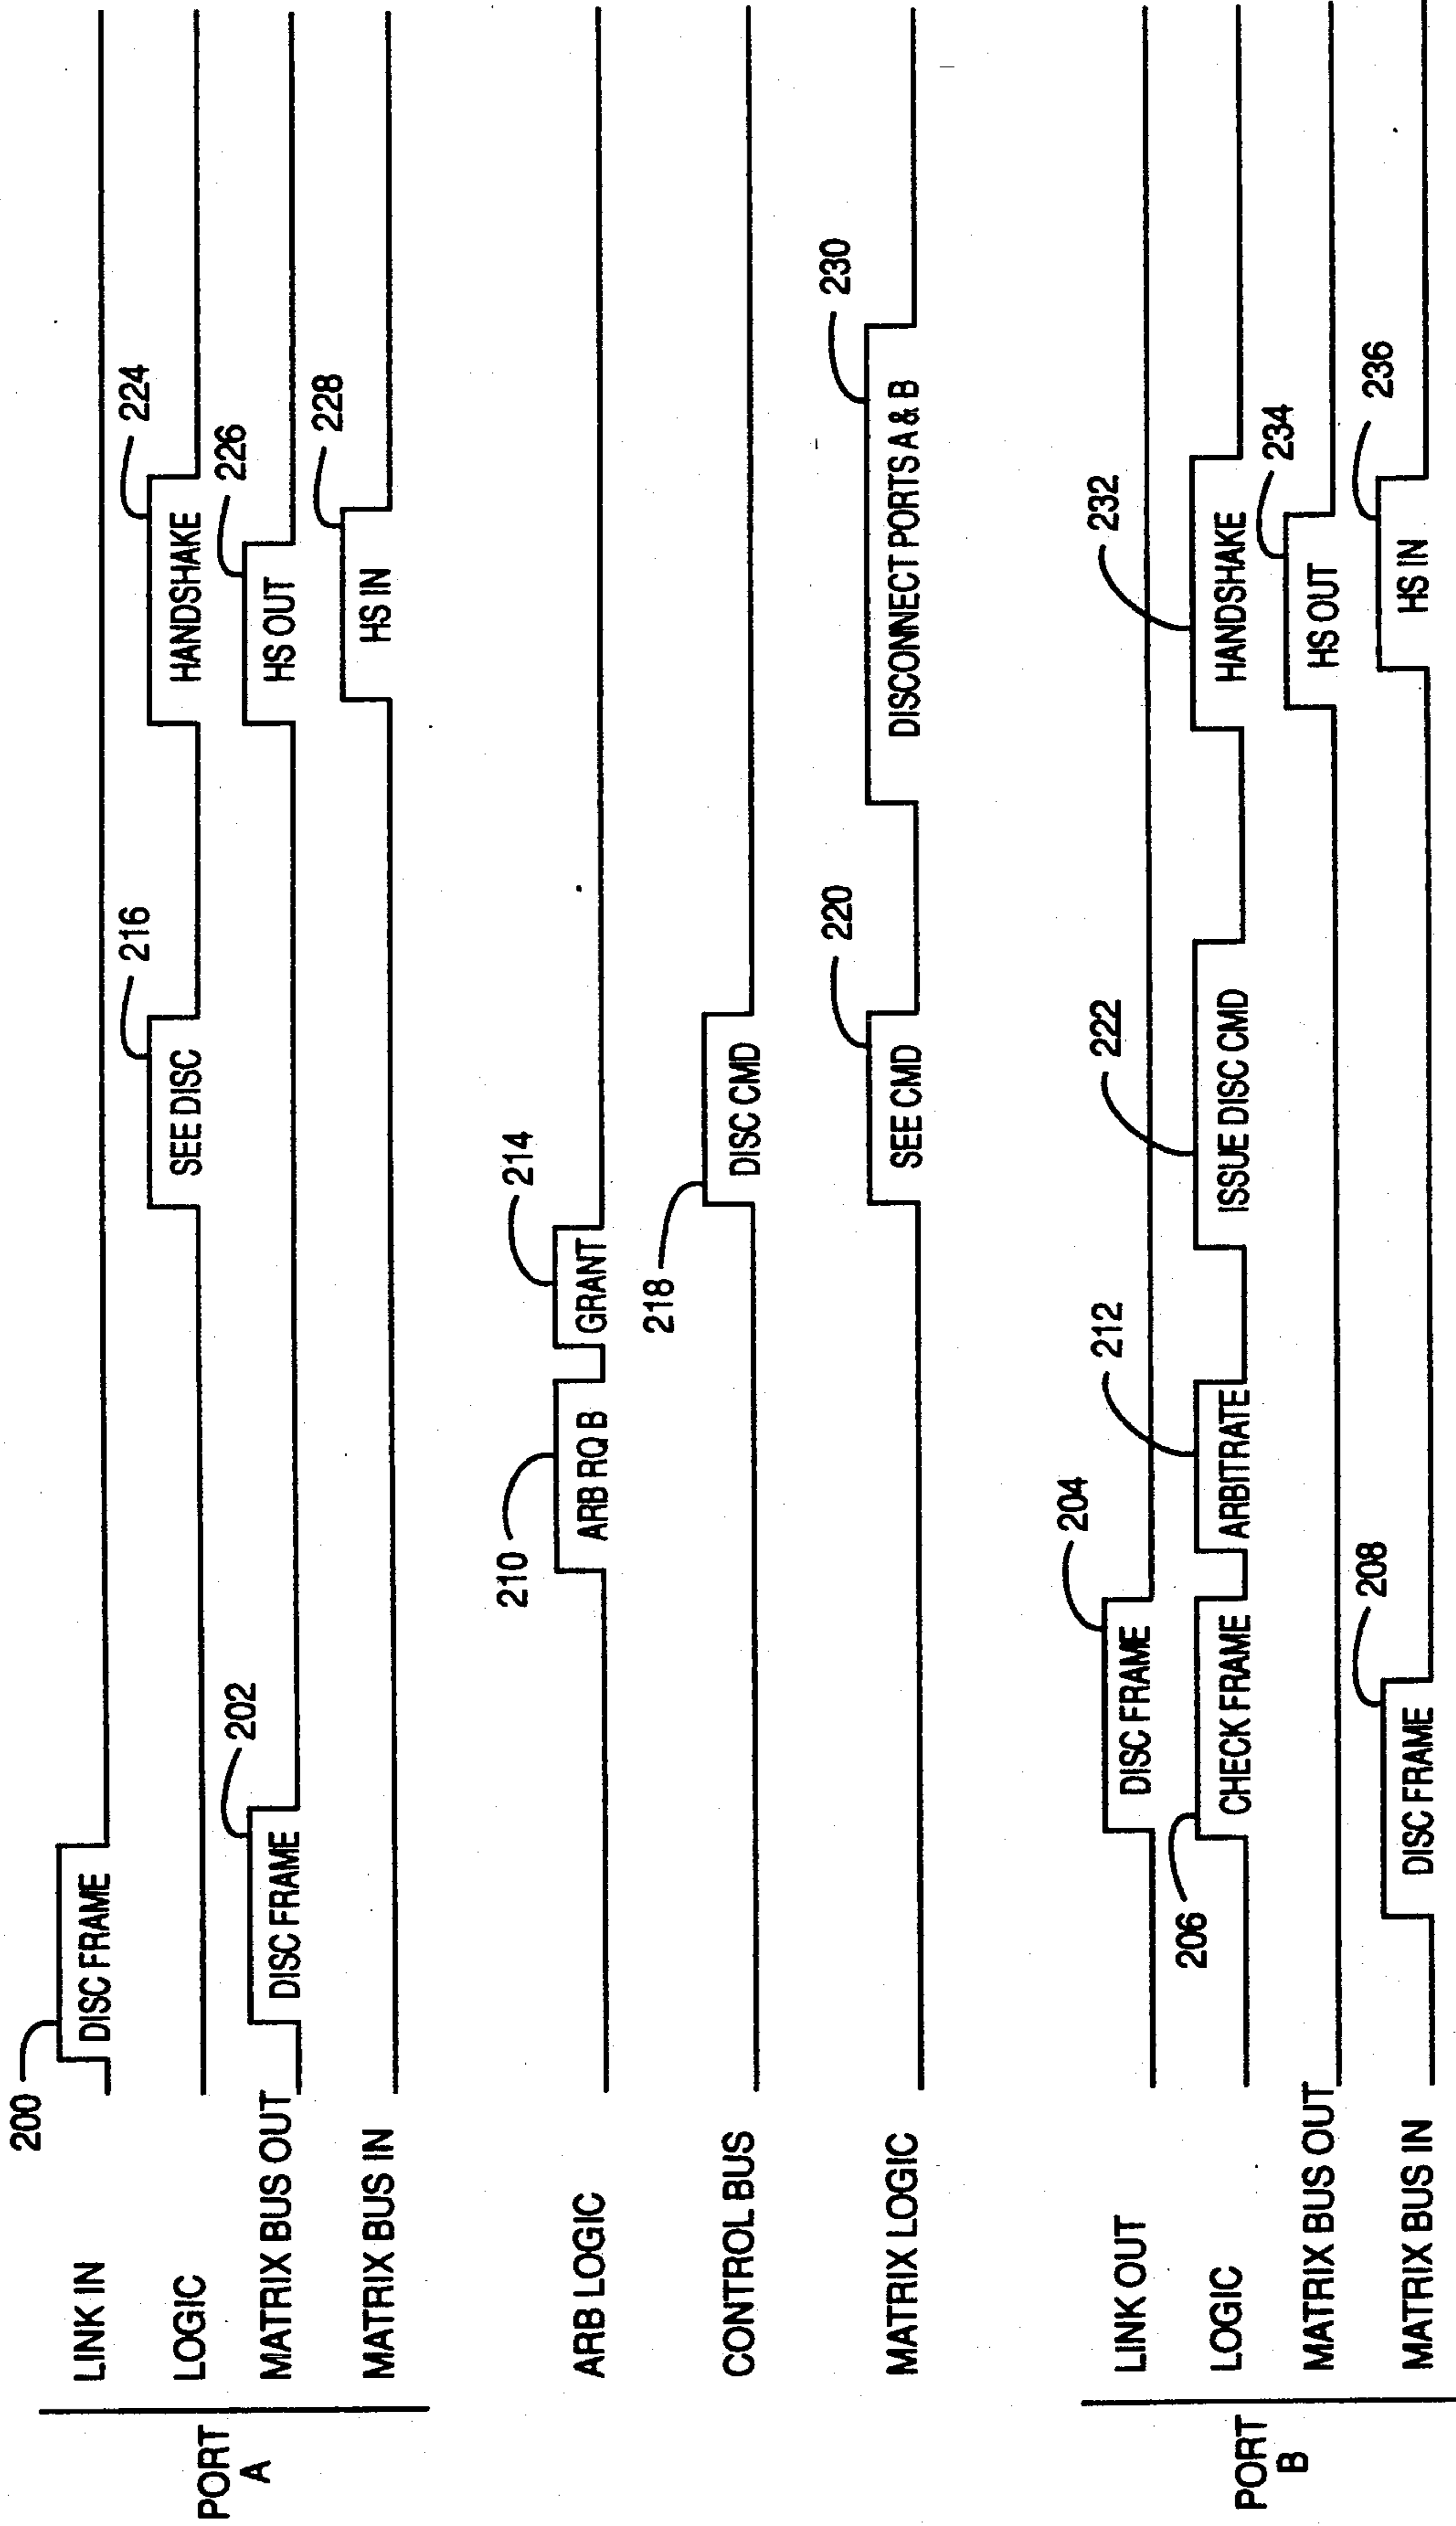 PORT
A
LINK IN
200
DISC FRAME
LOGIC
SEE DISC
216
HANDSHAKE
224
MATRIX BUS OUT
DISC FRAME
202
HS OUT
226
MATRIX BUS IN
HS IN
228
ARB LOGIC
210
ARB RQ B
GRANT
214
CONTROL BUS
218
DISC CMD
MATRIX LOGIC
SEE CMD
220
DISCONNECT PORTS A & B
230
PORT
B
LINK OUT
DISC FRAME
204
LOGIC
206
CHECK FRAME
ARBITRATE
212
ISSUE DISC CMD
222
HANDSHAKE
232
MATRIX BUS OUT
HS OUT
234
MATRIX BUS IN
DISC FRAME
208
HS IN
236